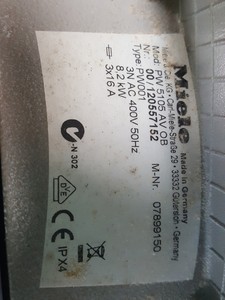 Miele
Made in Germany
Miele & Cie. KG • Carl-Miele-Straße 29 • 33332 Gütersloh • Germany
Mod.: PW 5105 AV OB
Nr.: 00/120557152
M-Nr. 07899150
Type: PW001
3N AC 400V 50Hz
8.2 kW
3x16 A
-N 302
IPX4